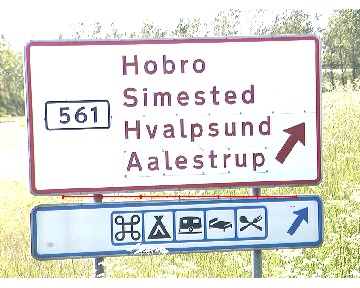 Hobro
Simested
561
Hvalpsund
Aalestrup